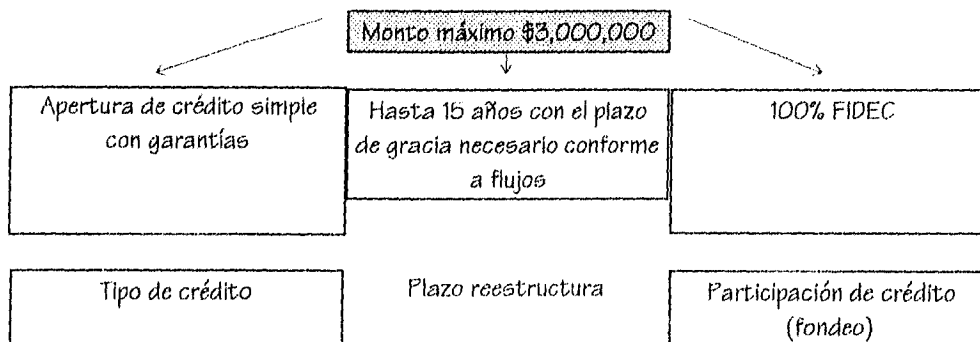 Monto máximo $3,000,000
Apertura de crédito simple
con garantías
Hasta 15 años con el plazo
de gracia necesario conforme
a flujos
100% FIDEC
Tipo de crédito
Plazo reestructura
Participación de crédito
(fondeo)